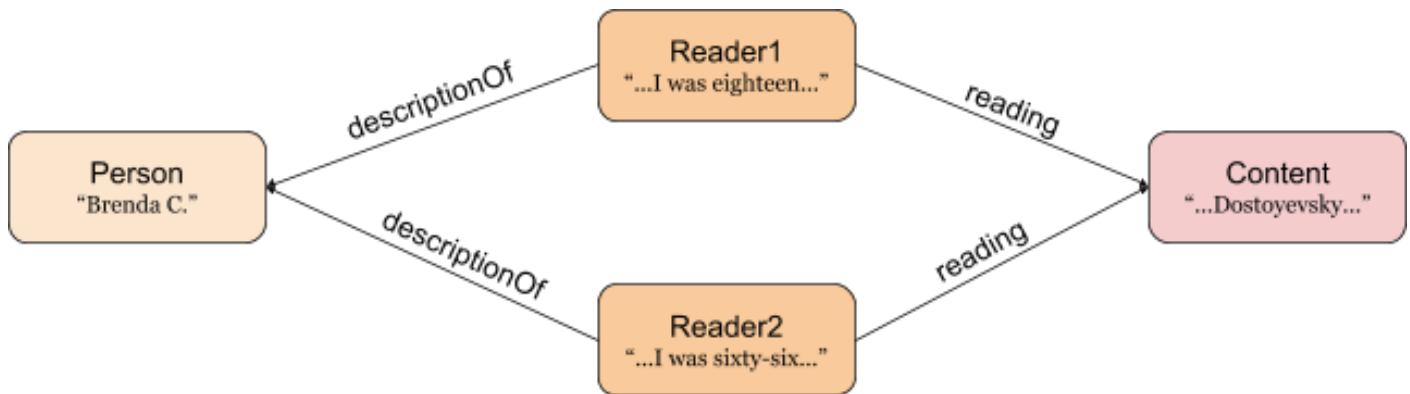 Reader1
“...I was eighteen...”
descriptionOf
reading
Person
“Brenda C.”
Content
“...Dostoyevsky...”
descriptionOf
reading
Reader2
“...I was sixty-six...”